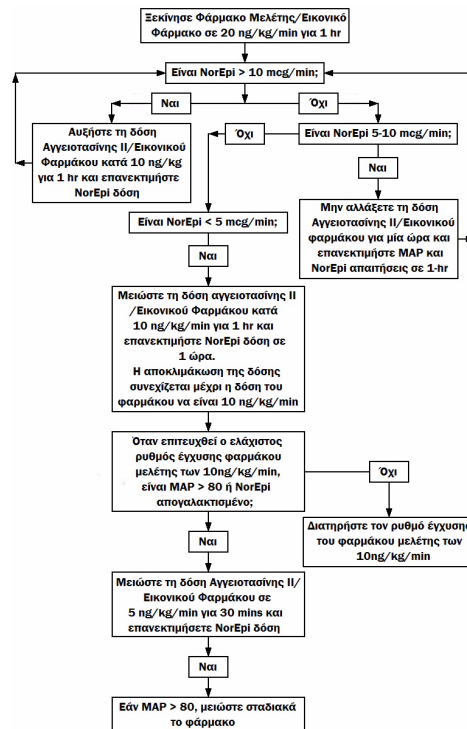 Ξεκίνησε Φάρμακο Μελέτης/Εικονικό
Φάρμακο σε 20 ng/kg/min για 1 hr
Είναι NorEpi > 10 mcg/min;
Ναι
Όχι
Αυξήστε τη δόση
Αγγειοτασίνης II/Εικονικού
Φαρμάκου κατά 10 ng/kg
για 1 hr και επανεκτιμήστε
NorEpi δόση
Όχι
Είναι NorEpi 5-10 mcg/min;
Ναι
Είναι NorEpi < 5 mcg/min;
Μην αλλάξετε τη δόση
Αγγειοτασίνης II/Εικονικού
φαρμάκου για μία ώρα και
επανεκτιμήστε MAP και
NorEpi απαιτήσεις σε 1-hr
Ναι
Μειώστε τη δόση αγγειοτασίνης II
/Εικονικού Φαρμάκου κατά
10 ng/kg/min για 1 hr και
επανεκτιμήστε NorEpi δόση σε
1 ώρα.
Η αποκλιμάκωση της δόσης
συνεχίζεται μέχρι η δόση του
φαρμάκου να είναι 10 ng/kg/min
Όταν επιτευχθεί ο ελάχιστος
ρυθμός έγχυσης φαρμάκου
μελέτης των 10ng/kg/min,
είναι MAP > 80 ή NorEpi
απογαλακτισμένο;
Όχι
Διατηρήστε τον ρυθμό έγχυσης
του φαρμάκου μελέτης των
10ng/kg/min
Ναι
Μειώστε τη δόση Αγγειοτασίνης II/
Εικονικού Φαρμάκου σε
5 ng/kg/min για 30 mins και
επανεκτιμήσετε NorEpi δόση
Ναι
Εάν MAP > 80, μειώστε σταδιακά
το φάρμακο